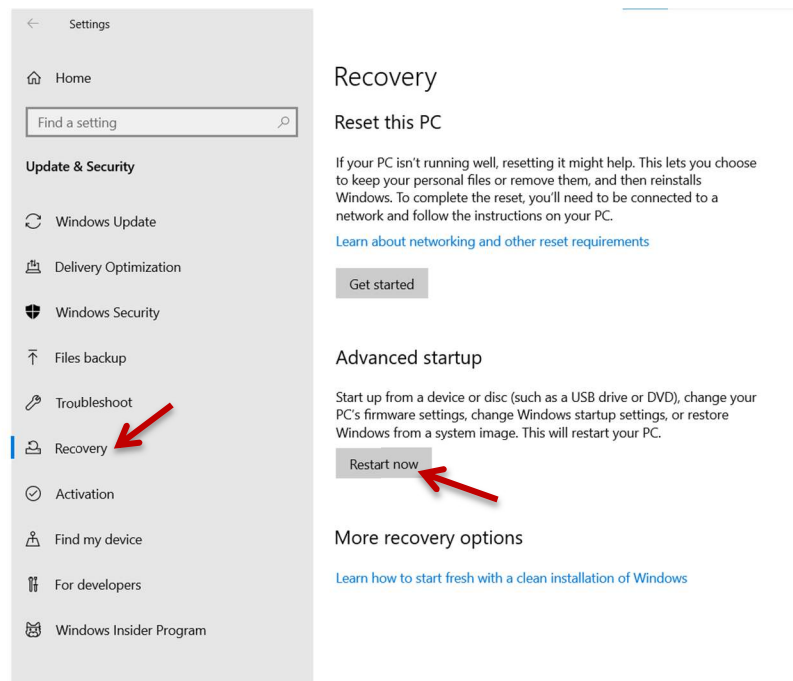 Settings
Home
Find a setting
Update & Security
Windows Update
Delivery Optimization
Windows Security
Files backup
Troubleshoot
Recovery
Activation
Find my device
For developers
Windows Insider Program
Recovery
Reset this PC
If your PC isn't running well, resetting it might help. This lets you choose
to keep your personal files or remove them, and then reinstalls
Windows. To complete the reset, you'll need to be connected to a
network and follow the instructions on your PC.
Learn about networking and other reset requirements
Get started
Advanced startup
Start up from a device or disc (such as a USB drive or DVD), change your
PC's firmware settings, change Windows startup settings, or restore
Windows from a system image. This will restart your PC.
Restart now
More recovery options
Learn how to start fresh with a clean installation of Windows